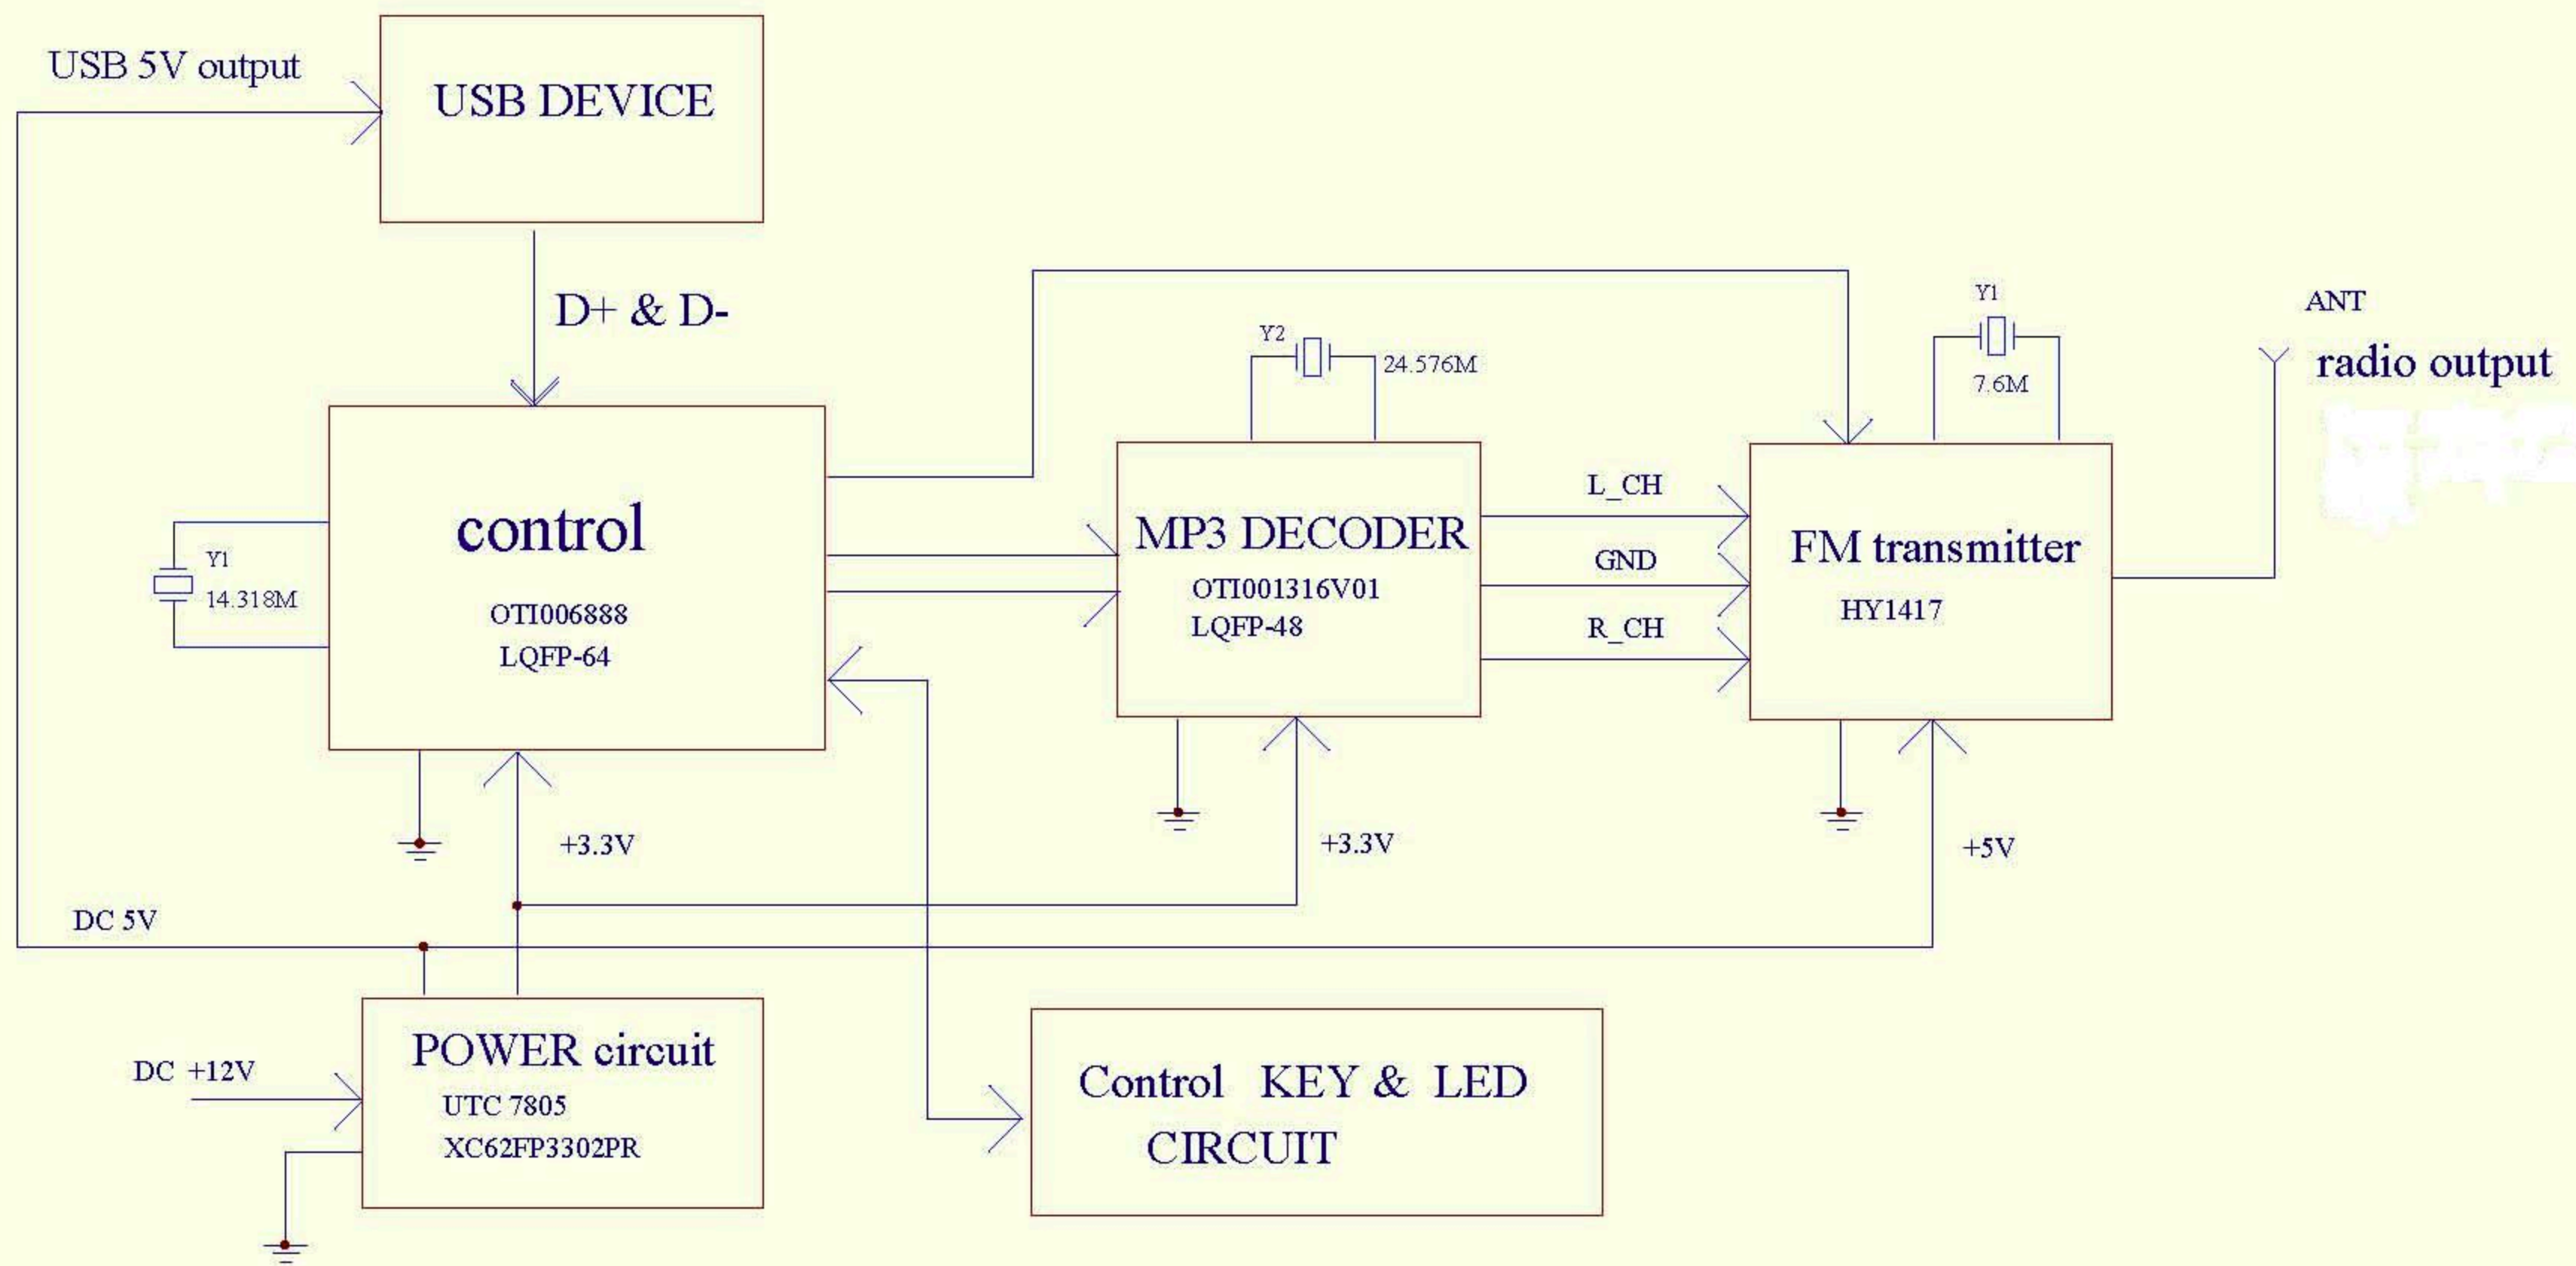 USB 5V output
USB DEVICE
D+ & D-
Y1
14.318M
control
OTI006888
LQFP-64
Y2
24.576M
MP3 DECODER
OTI001316V01
LQFP-48
L_CH
GND
R_CH
Y1
7.6M
FM transmitter
HY1417
ANT
radio output
+3.3V
+3.3V
+5V
DC 5V
DC +12V
POWER circuit
UTC 7805
XC62FP3302PR
Control KEY & LED
CIRCUIT